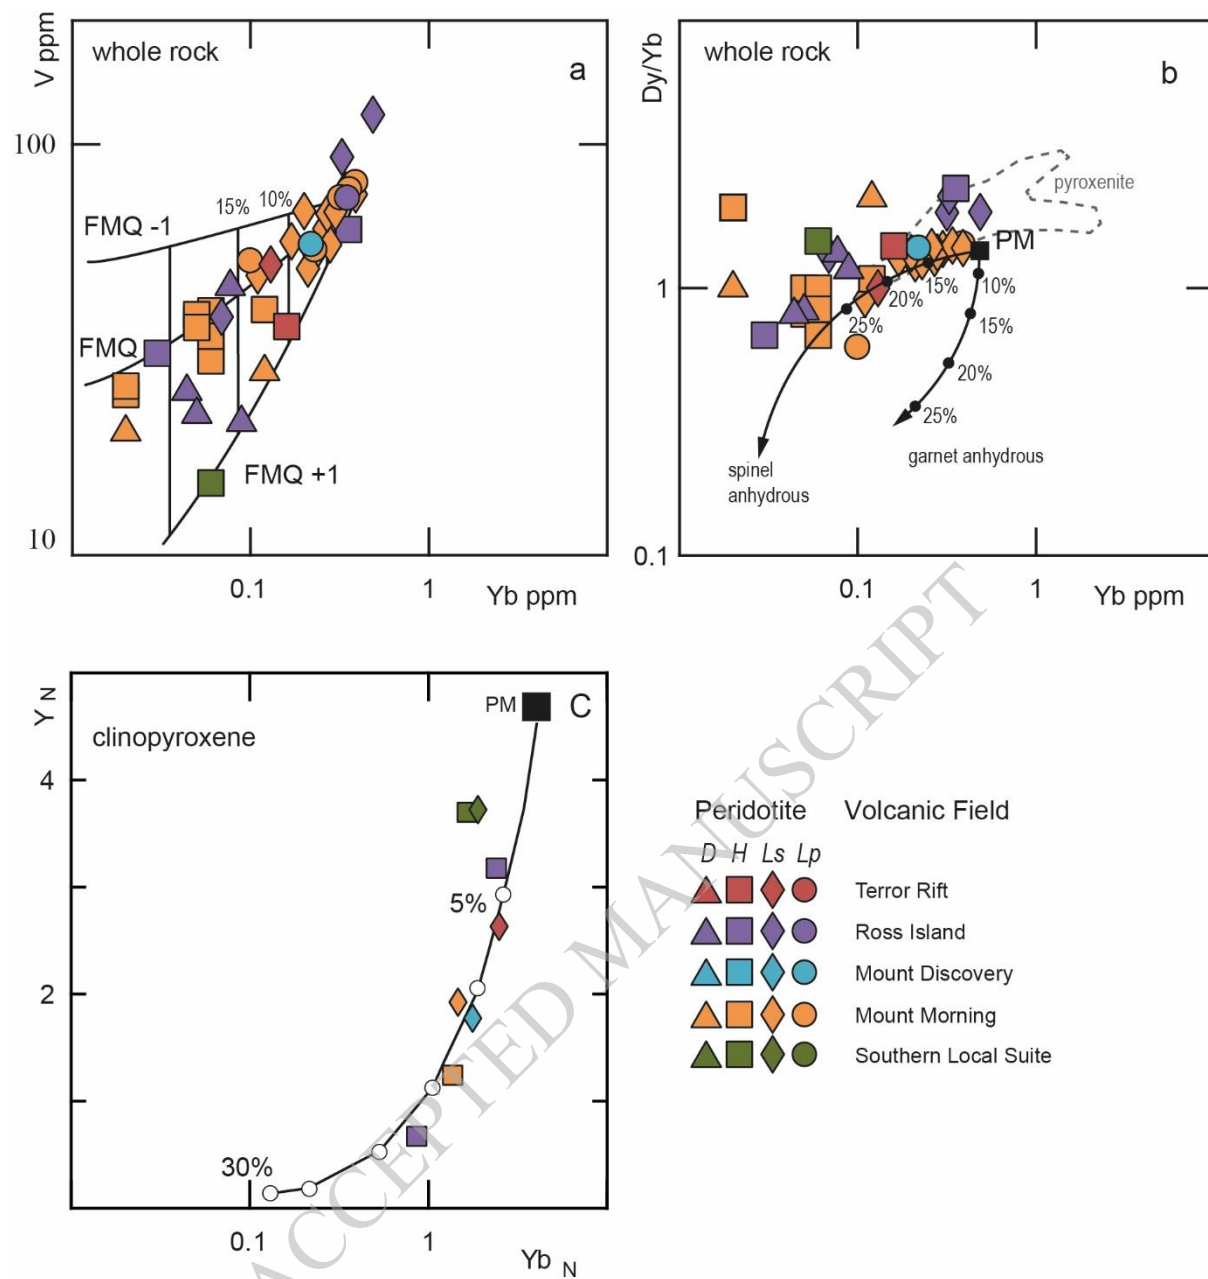 V ppm
whole rock
a
100
15%
10%
FMQ -1
FMQ
FMQ +1
10
0.1
1
Yb ppm
Dy/Yb
whole rock
b
pyroxenite
PM
1
15%
20%
25%
10%
15%
20%
25%
spinel
anhydrous
garnet anhydrous
0.1
0.1
1
Yb ppm
Y N
clinopyroxene
PM
C
4
5%
2
30%
0.1
1
Yb N
Peridotite Volcanic Field
D H Ls Lp
Terror Rift
Ross Island
Mount Discovery
Mount Morning
Southern Local Suite
ACCEPTED MANUSCRIPT